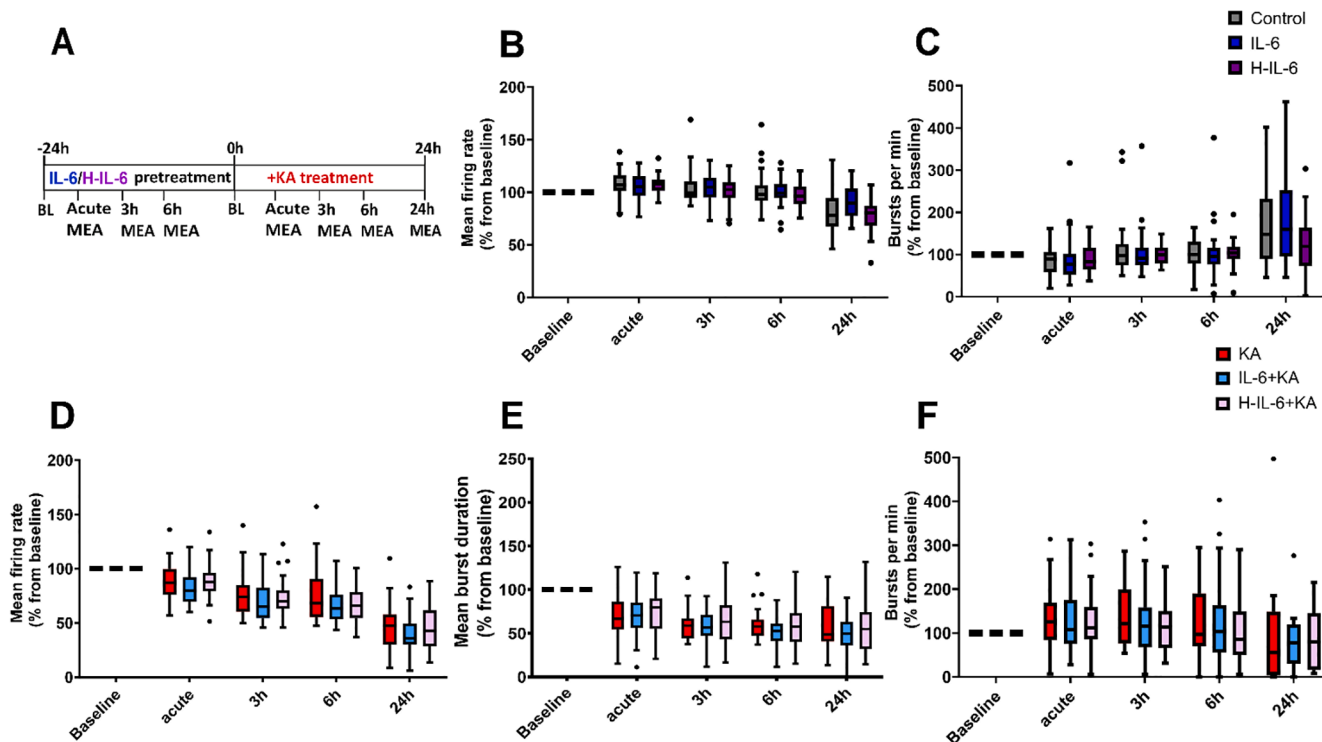 A
-24h 0h 24h
IL-6/H-IL-6 pretreatment +KA treatment
BL Acute 3h 6h BL Acute 3h 6h 24h
MEA MEA MEA MEA MEA MEA MEA
B
Mean firing rate
(% from baseline)
200
150
100
50
0
Baseline acute 3h 6h 24h
Control
IL-6
H-IL-6
C
Bursts per min
(% from baseline)
500
400
300
200
100
0
Baseline acute 3h 6h 24h
KA
IL-6+KA
H-IL-6+KA
D
Mean firing rate
(% from baseline)
200
150
100
50
0
Baseline acute 3h 6h 24h
E
Mean burst duration
(% from baseline)
250
200
150
100
50
0
Baseline acute 3h 6h 24h
F
Bursts per min
(% from baseline)
500
400
300
200
100
0
Baseline acute 3h 6h 24h